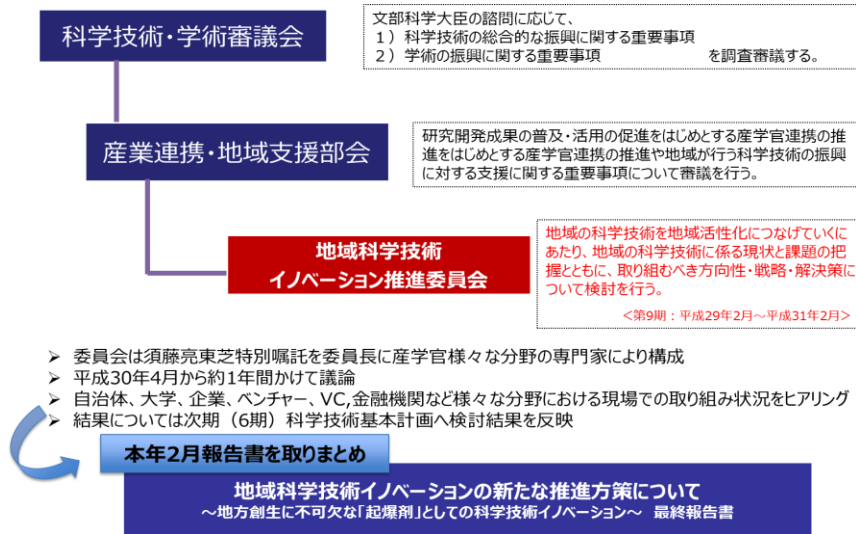 科学技術・学術審議会
文部科学大臣の諮問に応じて、
１）科学技術の総合的な振興に関する重要事項
２）学術の振興に関する重要事項　　　　　を調査審議する。
産業連携・地域支援部会
研究開発成果の普及・活用の促進をはじめとする産学官連携の推
進をはじめとする産学官連携の推進や地域が行う科学技術の振興
に対する支援に関する重要事項について審議を行う。
地域科学技術
イノベーション推進委員会
地域の科学技術を地域活性化につなげていくに
あたり、地域の科学技術に係る現状と課題の把
握とともに、取り組むべき方向性・戦略・解決策に
ついて検討を行う。
＜第9期：平成29年2月～平成31年2月＞
➢ 委員会は須藤亮東芝特別嘱託を委員長に産学官様々な分野の専門家により構成
➢ 平成30年4月から約1年間かけて議論
➢ 自治体、大学、企業、ベンチャー、VC,金融機関など様々な分野における現場での取り組み状況をヒアリング
➢ 結果については次期（6期）科学技術基本計画へ検討結果を反映
本年2月報告書を取りまとめ
地域科学技術イノベーションの新たな推進方策について
～地方創生に不可欠な「起爆剤」としての科学技術イノベーション～ 最終報告書